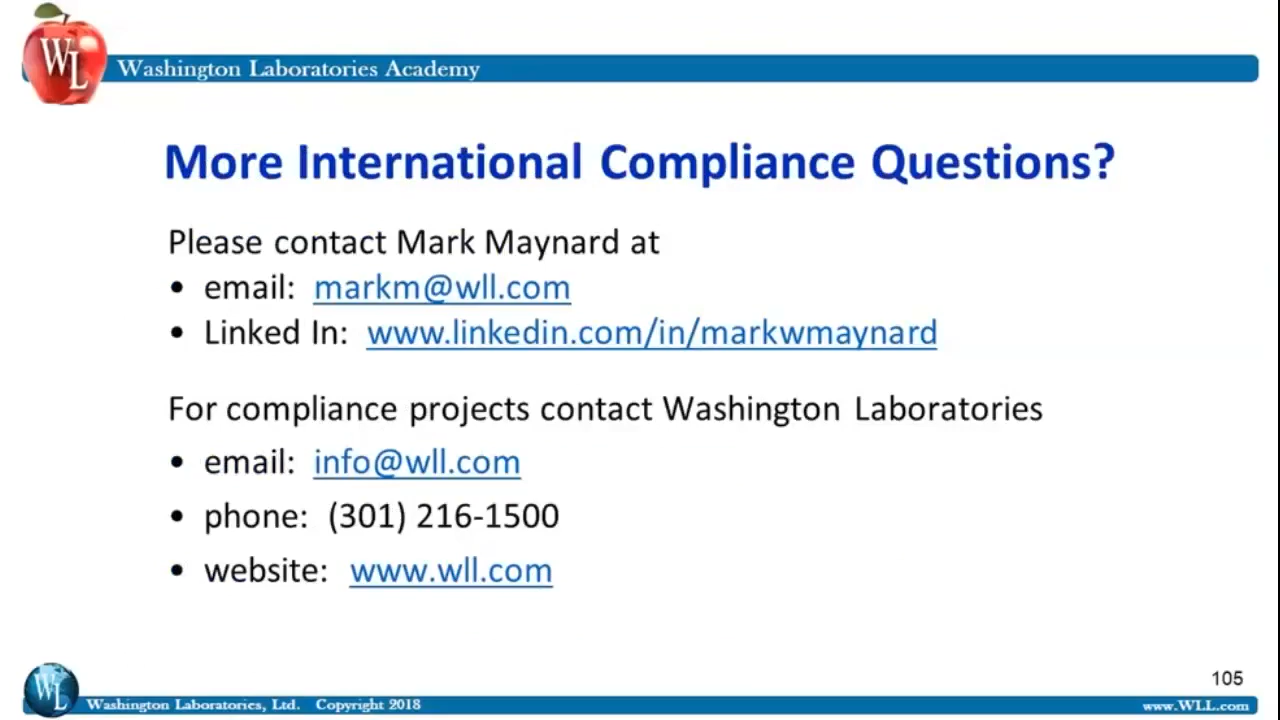 WL Washington Laboratories Academy
More International Compliance Questions?
Please contact Mark Maynard at
• email: markm@wll.com
• Linked In: www.linkedin.com/in/markwmaynard
For compliance projects contact Washington Laboratories
• email: info@wll.com
• phone: (301) 216-1500
• website: www.wll.com
105
WL Washington Laboratories, Ltd. Copyright 2018 www.WLL.com